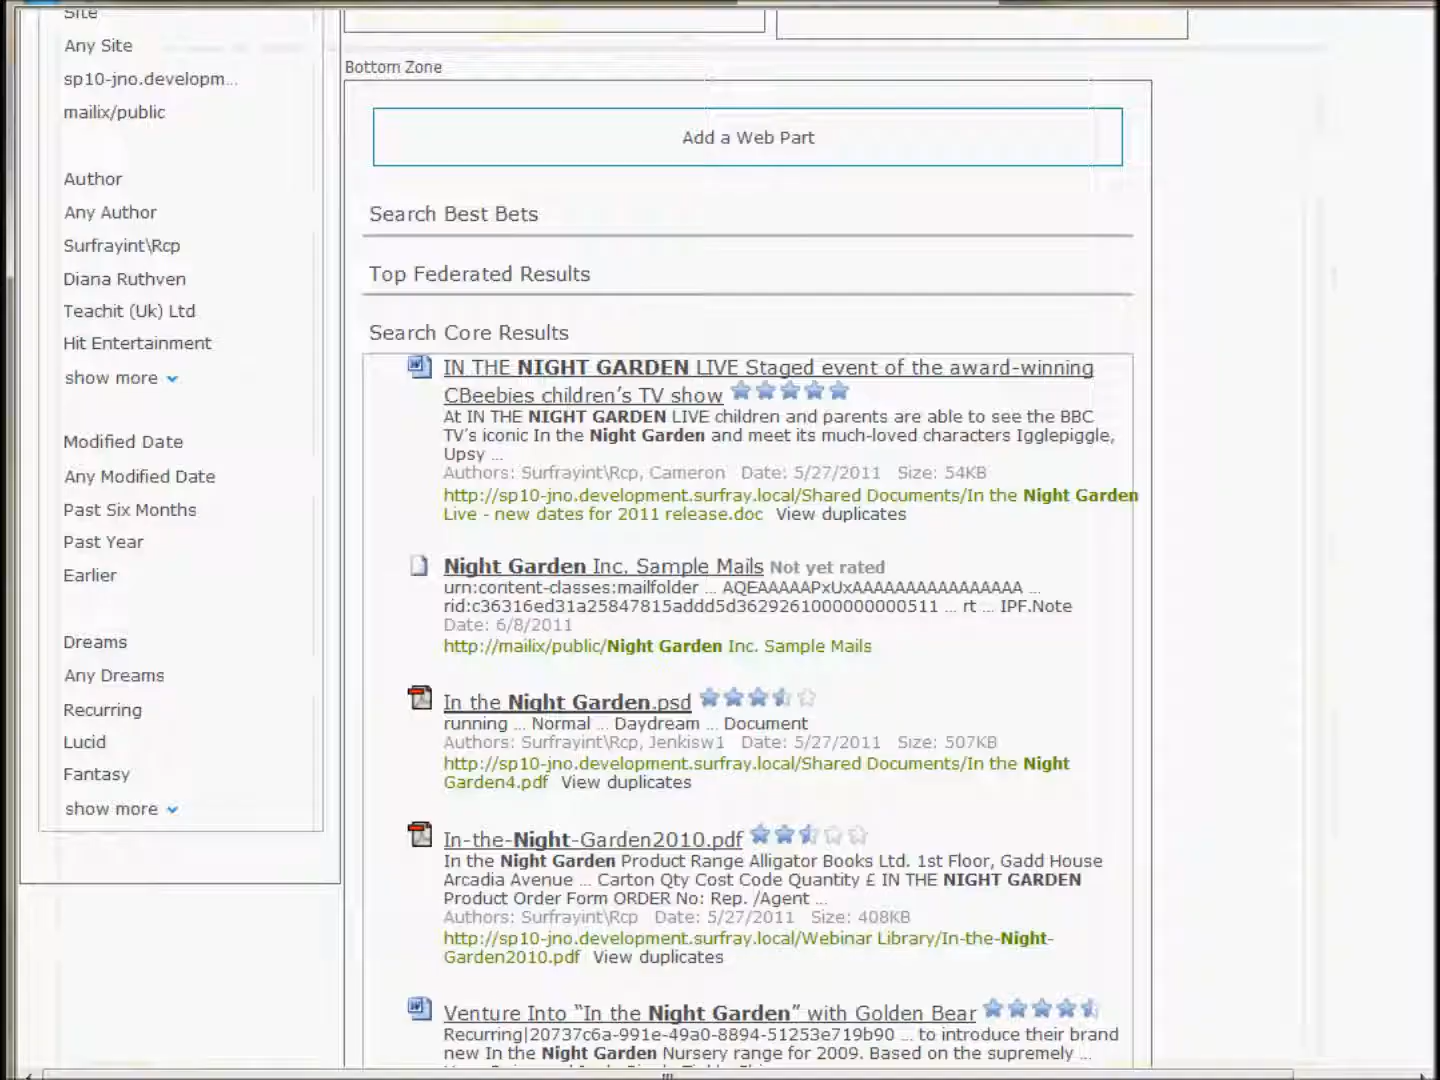 Site
Any Site
sp10-jno.developm...
mailix/public
Author
Any Author
Surfrayint\Rcp
Diana Ruthven
Teachit (Uk) Ltd
Hit Entertainment
show more
Modified Date
Any Modified Date
Past Six Months
Past Year
Earlier
Dreams
Any Dreams
Recurring
Lucid
Fantasy
show more
Bottom Zone
Add a Web Part
Search Best Bets
Top Federated Results
Search Core Results
IN THE NIGHT GARDEN LIVE Staged event of the award-winning
CBeebies children’s TV show
At IN THE NIGHT GARDEN LIVE children and parents are able to see the BBC
TV’s iconic In the Night Garden and meet its much-loved characters Igglepiggle,
Upsy ...
Authors: Surfrayint\Rcp, Cameron Date: 5/27/2011 Size: 54KB
http://sp10-jno.development.surfray.local/Shared Documents/In the Night Garden
Live - new dates for 2011 release.doc View duplicates
Night Garden Inc. Sample Mails Not yet rated
urn:content-classes:mailfolder ... AQEAAAAAPxUxAAAAAAAAAAAAAAAAA ...
rid:c36316ed31a25847815addd5d3629261000000000511 ... rt ... IPF.Note
Date: 6/8/2011
http://mailix/public/Night Garden Inc. Sample Mails
In the Night Garden.psd
running ... Normal ... Daydream ... Document
Authors: Surfrayint\Rcp, Jenkisw1 Date: 5/27/2011 Size: 507KB
http://sp10-jno.development.surfray.local/Shared Documents/In the Night
Garden4.pdf View duplicates
In-the-Night-Garden2010.pdf
In the Night Garden Product Range Alligator Books Ltd. 1st Floor, Gadd House
Arcadia Avenue ... Carton Qty Cost Code Quantity £ IN THE NIGHT GARDEN
Product Order Form ORDER No: Rep. /Agent ...
Authors: Surfrayint\Rcp Date: 5/27/2011 Size: 408KB
http://sp10-jno.development.surfray.local/Webinar Library/In-the-Night-
Garden2010.pdf View duplicates
Venture Into “In the Night Garden” with Golden Bear
Recurring|20737c6a-991e-49a0-8894-51253e719b90 ... to introduce their brand
new In the Night Garden Nursery range for 2009. Based on the supremely ...